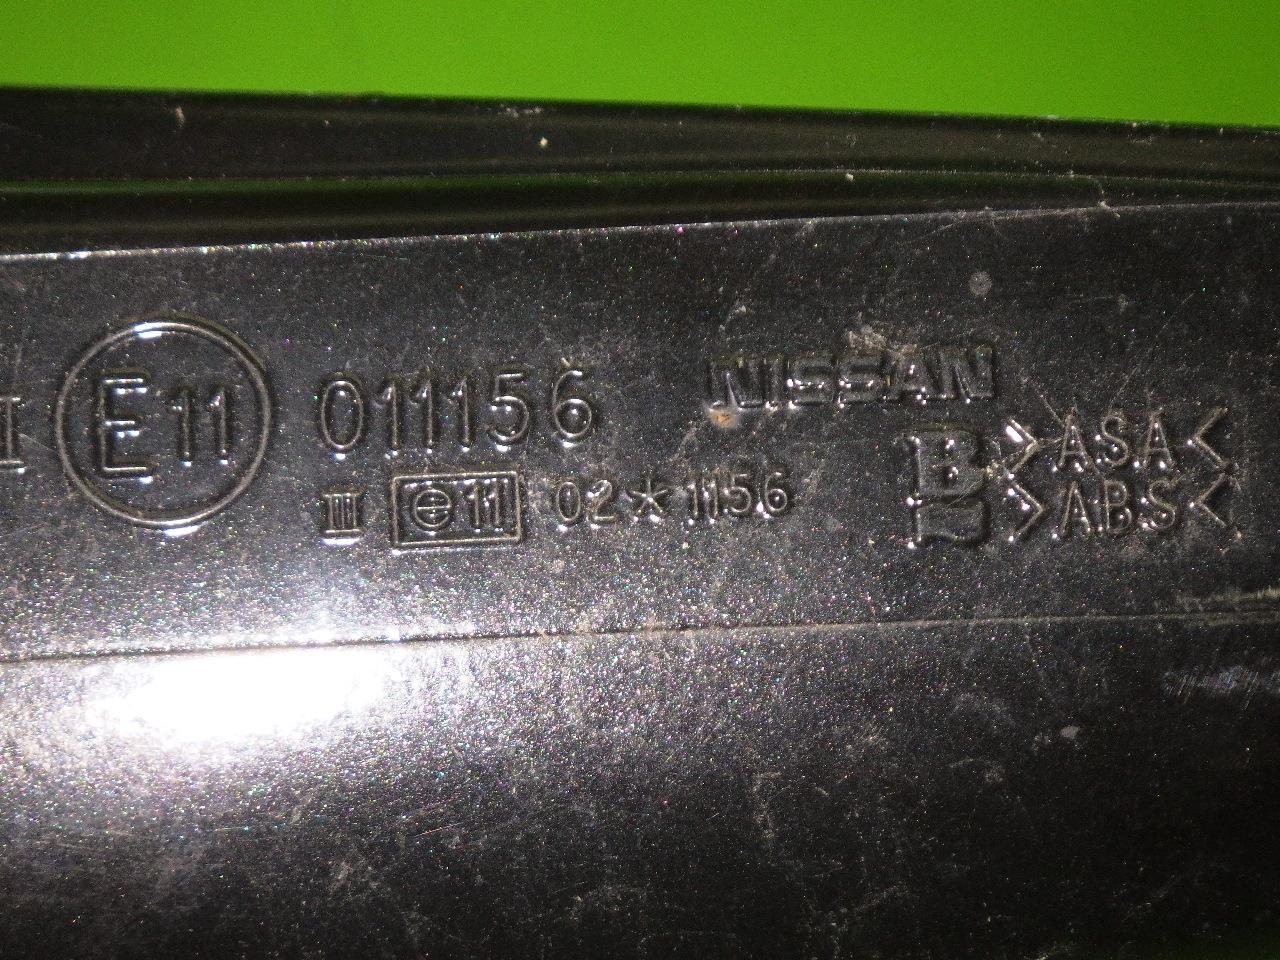 I E11 011156 NISSAN
III e11 02*1156
B >ASA<
>ABS<